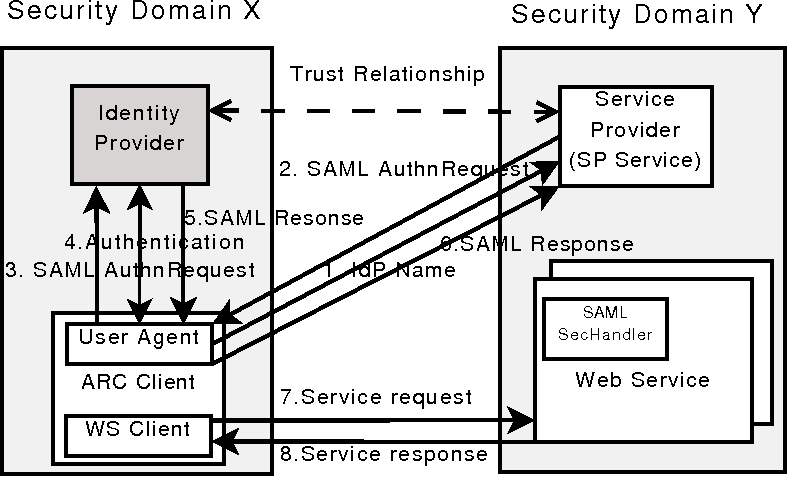 Security Domain X
Security Domain Y
Trust Relationship
Identity
Provider
Service
Provider
(SP Service)
2. SAML AuthnRequest
5.SAML Resonse
4.Authentication
6.SAML Response
3. SAML AuthnRequest
1. IdP Name
User Agent
ARC Client
WS Client
SAML
SecHandler
Web Service
7.Service request
8.Service response